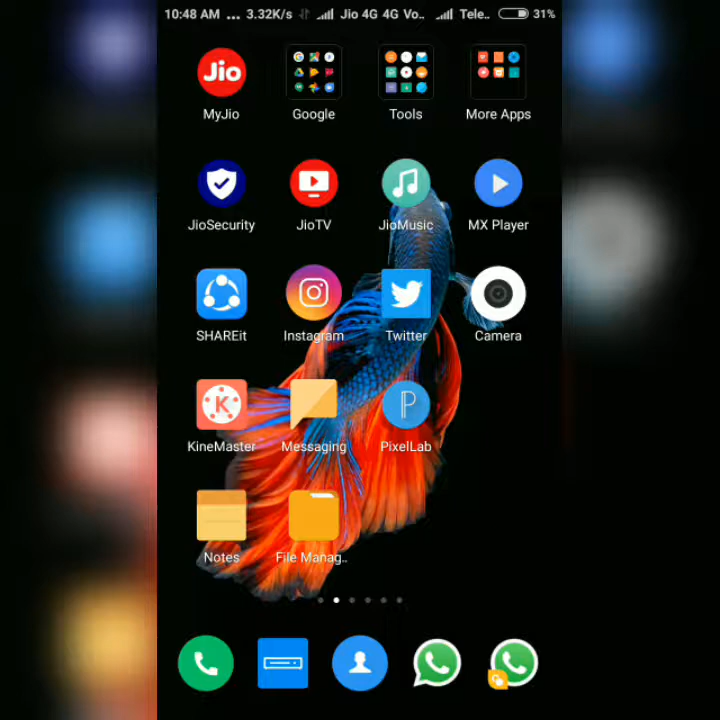 10:48 AM ... 3.32K/s Jio 4G 4G Vo.. Tele.. 31%
Jio
MyJio Google Tools More Apps
JioSecurity JioTV JioMusic MX Player
SHAREit Instagram Twitter Camera
K P
KineMaster Messaging PixelLab
Notes File Manag..